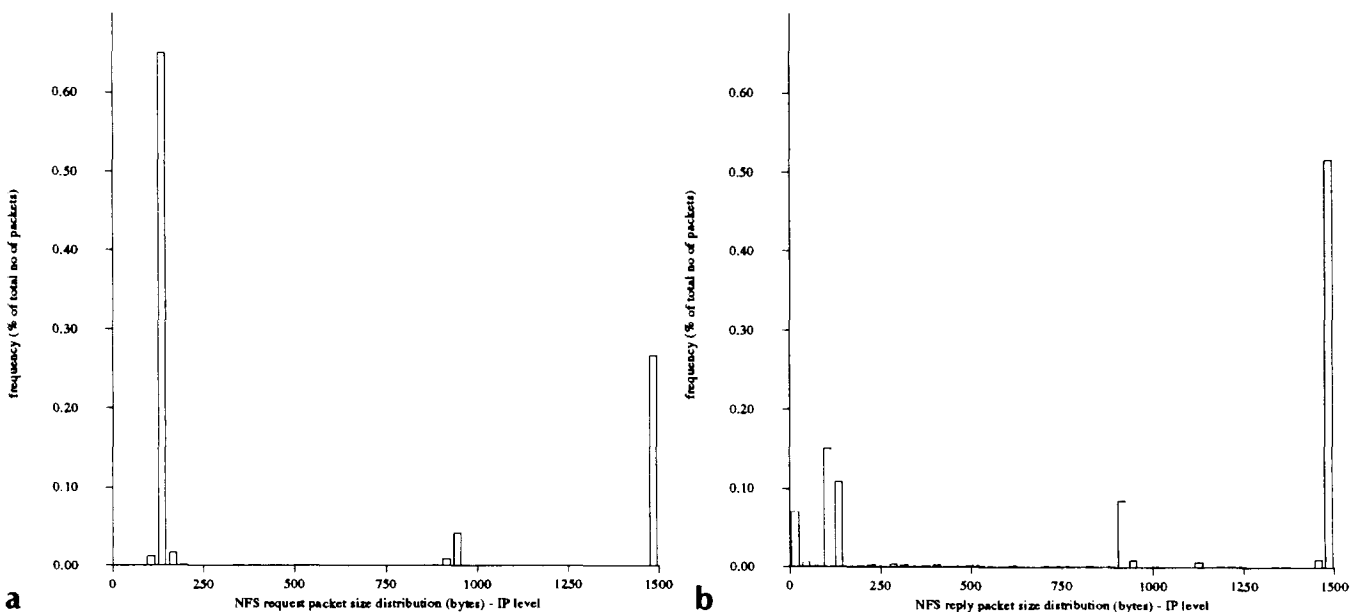 0.60
0.50
0.40
0.30
0.20
0.10
0.00
frequency (% of total no of packets)
0 250 500 750 1000 1250 1500
NFS request packet size distribution (bytes) - IP level
a
0.60
0.50
0.40
0.30
0.20
0.10
0.00
frequency (% of total no of packets)
0 250 500 750 1000 1250 1500
NFS reply packet size distribution (bytes) - IP level
b